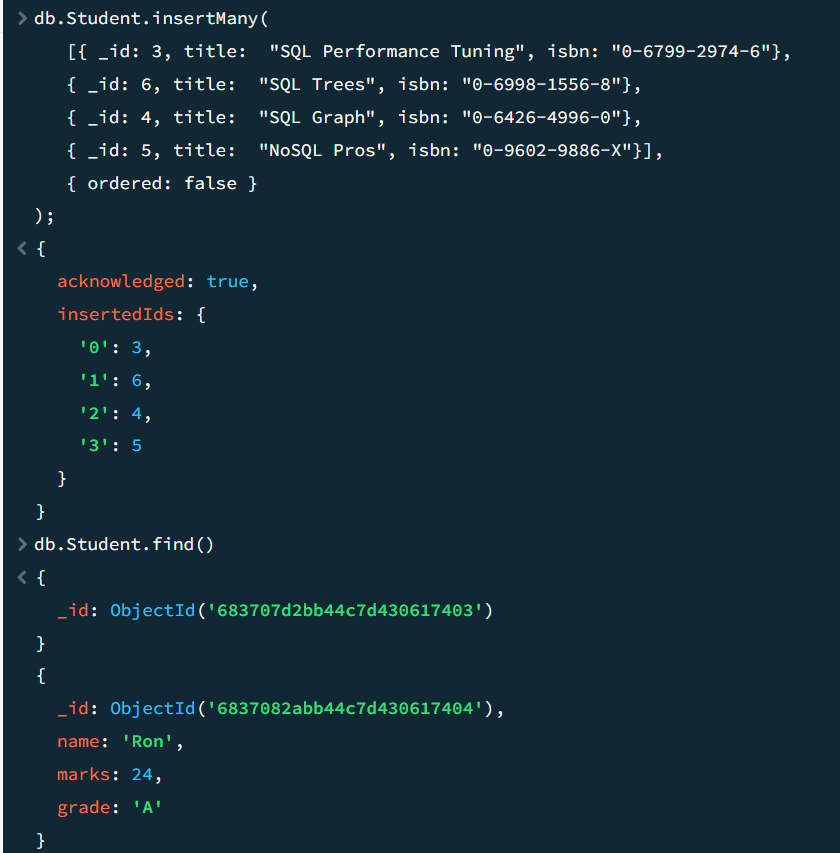 > db.Student.insertMany(
[{ _id: 3, title:  "SQL Performance Tuning", isbn: "0-6799-2974-6"},
{ _id: 6, title:  "SQL Trees", isbn: "0-6998-1556-8"},
{ _id: 4, title:  "SQL Graph", isbn: "0-6426-4996-0"},
{ _id: 5, title:  "NoSQL Pros", isbn: "0-9602-9886-X"}],
{ ordered: false }
);
< {
acknowledged: true,
insertedIds: {
'0': 3,
'1': 6,
'2': 4,
'3': 5
}
}
> db.Student.find()
< {
_id: ObjectId('683707d2bb44c7d430617403')
}
{
_id: ObjectId('6837082abb44c7d430617404'),
name: 'Ron',
marks: 24,
grade: 'A'
}